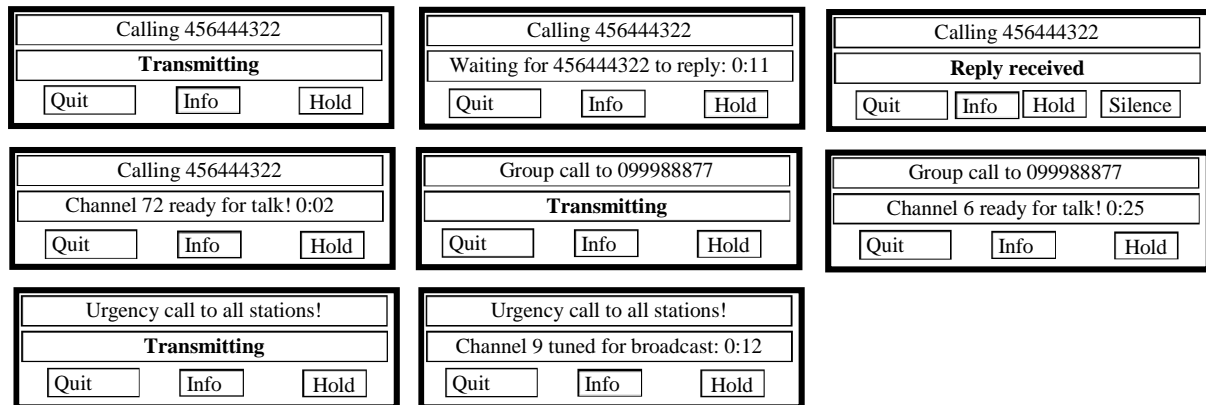 Calling 456444322
Transmitting
Quit Info Hold
Calling 456444322
Waiting for 456444322 to reply: 0:11
Quit Info Hold
Calling 456444322
Reply received
Quit Info Hold Silence
Calling 456444322
Channel 72 ready for talk! 0:02
Quit Info Hold
Group call to 099988877
Transmitting
Quit Info Hold
Group call to 099988877
Channel 6 ready for talk! 0:25
Quit Info Hold
Urgency call to all stations!
Transmitting
Quit Info Hold
Urgency call to all stations!
Channel 9 tuned for broadcast: 0:12
Quit Info Hold